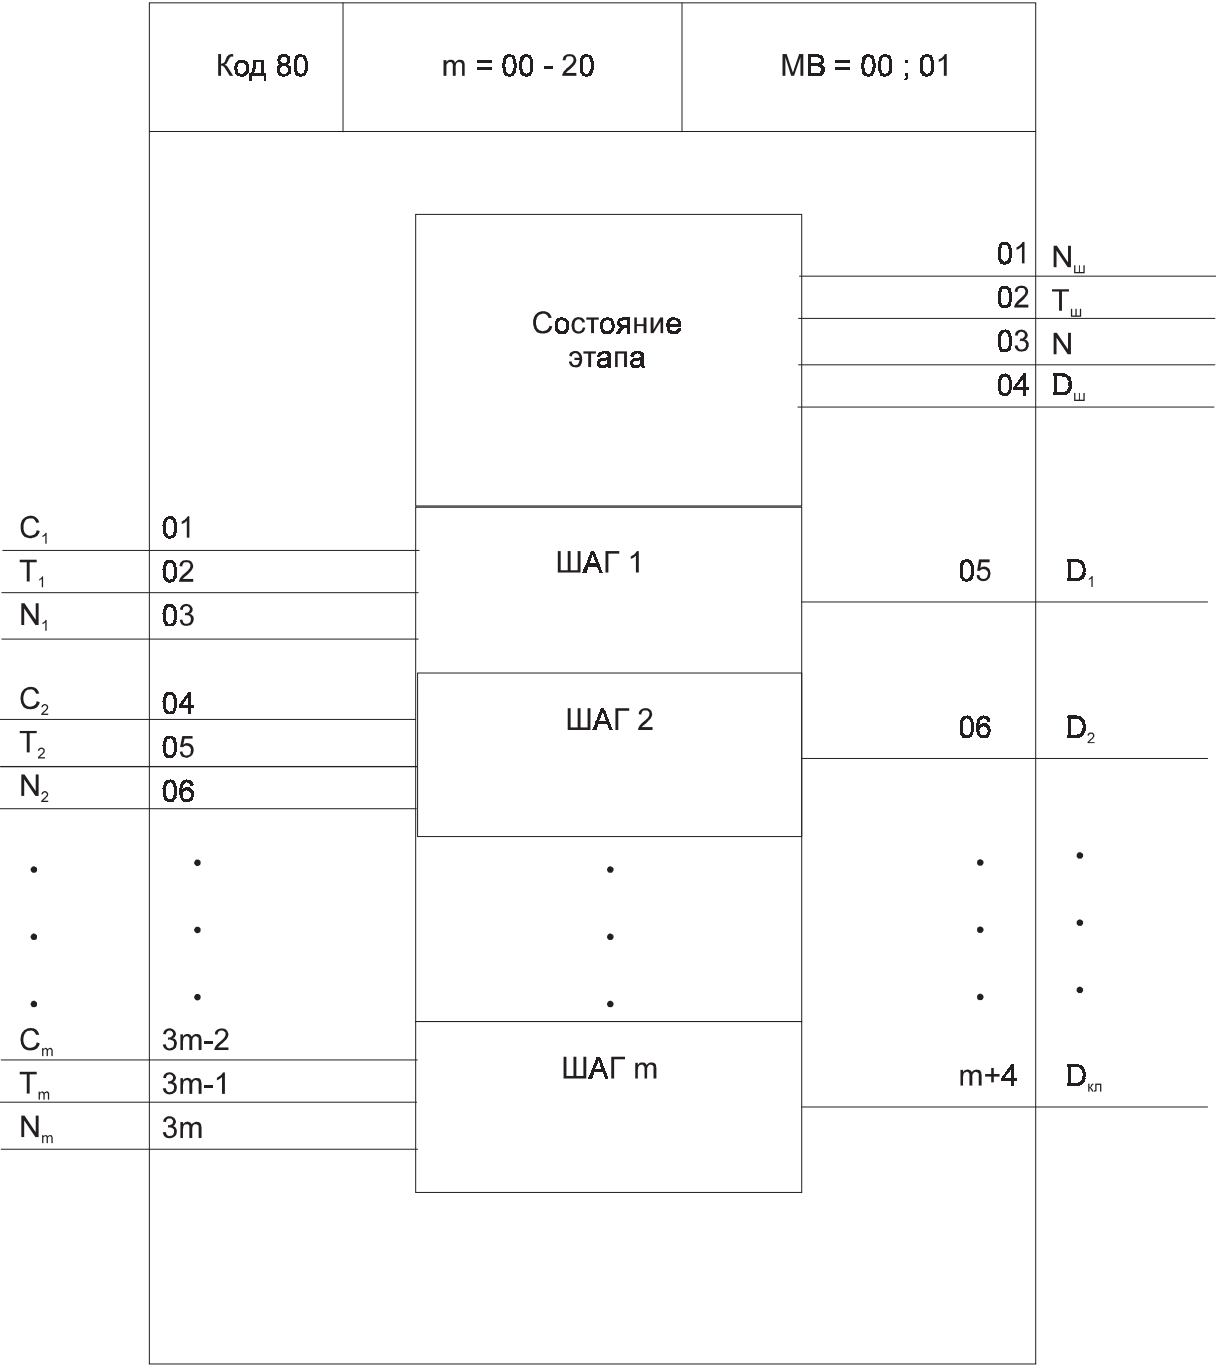 Код 80
m = 00 - 20
МВ = 00 ; 01
Состояние
этапа
01 Nш
02 Tш
03 N
04 Dш
C1 01
T1 02
N1 03
ШАГ 1
05 D1
C2 04
T2 05
N2 06
ШАГ 2
06 D2
Cm 3m-2
Tm 3m-1
Nm 3m
ШАГ m
m+4 Dкл